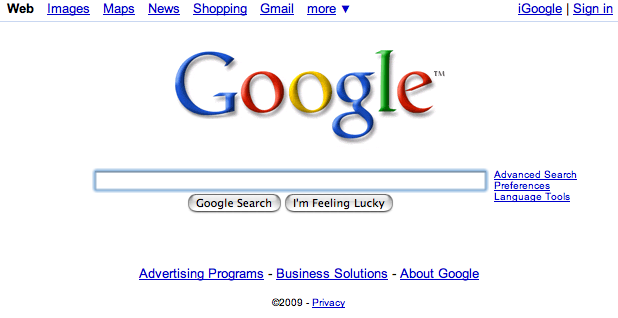 Web Images Maps News Shopping Gmail more ▼ iGoogle | Sign in
Google™
Advanced Search
Preferences
Language Tools
Google Search I'm Feeling Lucky
Advertising Programs - Business Solutions - About Google
©2009 - Privacy